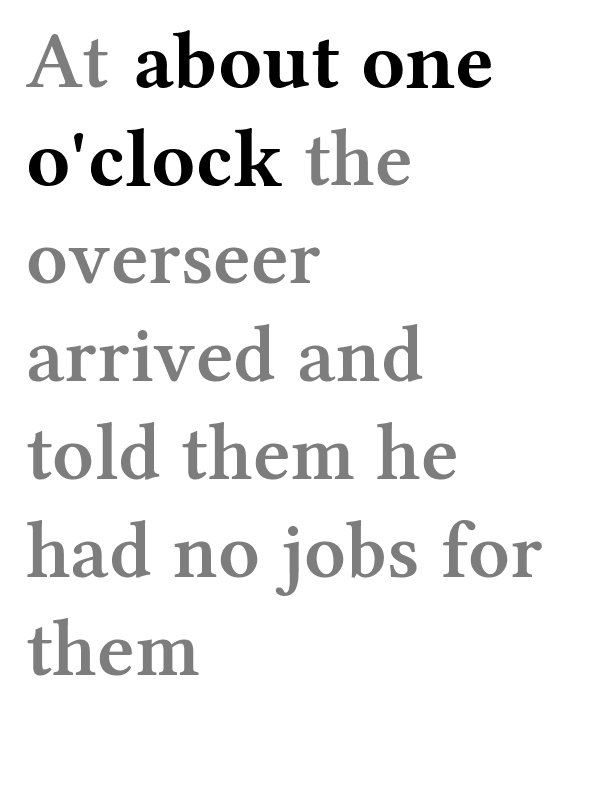 At about one
o'clock the
overseer
arrived and
told them he
had no jobs for
them